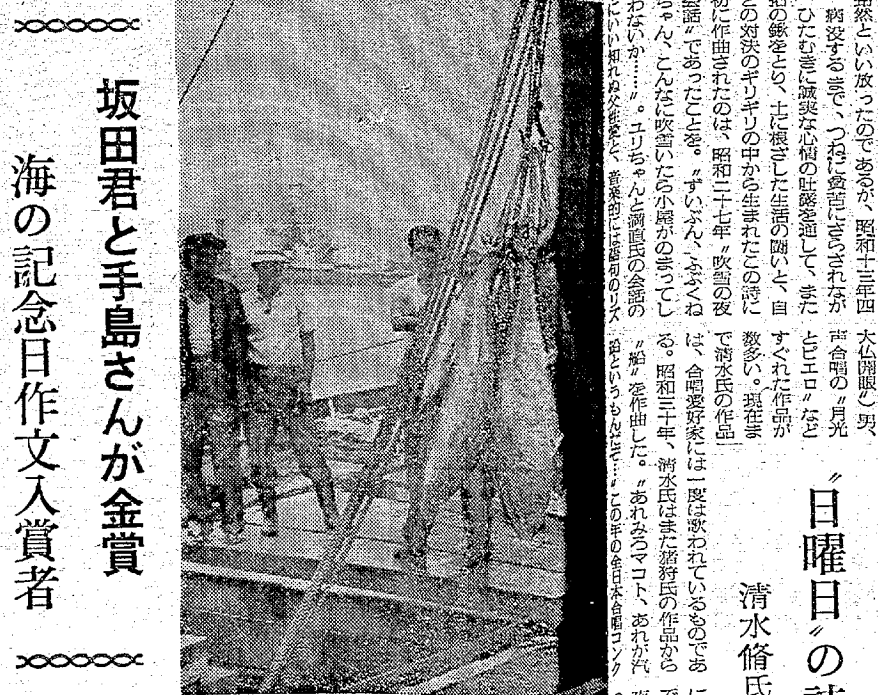 然といい放ったのであるが、昭和十三年四
病没するまで、つねに貧苦にさらされなが
ひたむきに誠実な心情の吐露を通して、また
の鍬をとり、土に根ざした生活の闘いと、自
との対決のギリギリの中から生まれたこの詩に
初に作曲されたのは、昭和二十七年〝吹雪の夜
会話〟であったことを。〝ずいぶん、ふぶくね
ちゃん、こんなに吹雪いたら小屋がのまってし
わないか……〟。ユリちゃんと満直氏の会話の
にいい知れぬ父性愛と、音楽的には語句のリズ
大仏開眼〟)男、
声合唱の〝月光
とピエロ〟など
すぐれた作品が
数多い。現在ま
で清水氏の作品
は、合唱愛好家には一度は歌われているものであ
る。昭和三十年、清水氏はまた猪狩氏の作品から
〝船〟を作曲した。〝あれみろマコト、あれが汽
船というもんだて…〟この年の全日本合唱コンク
〝日曜日〟の
清水脩氏
坂田君と手島さんが金賞
海の記念日作文入賞者